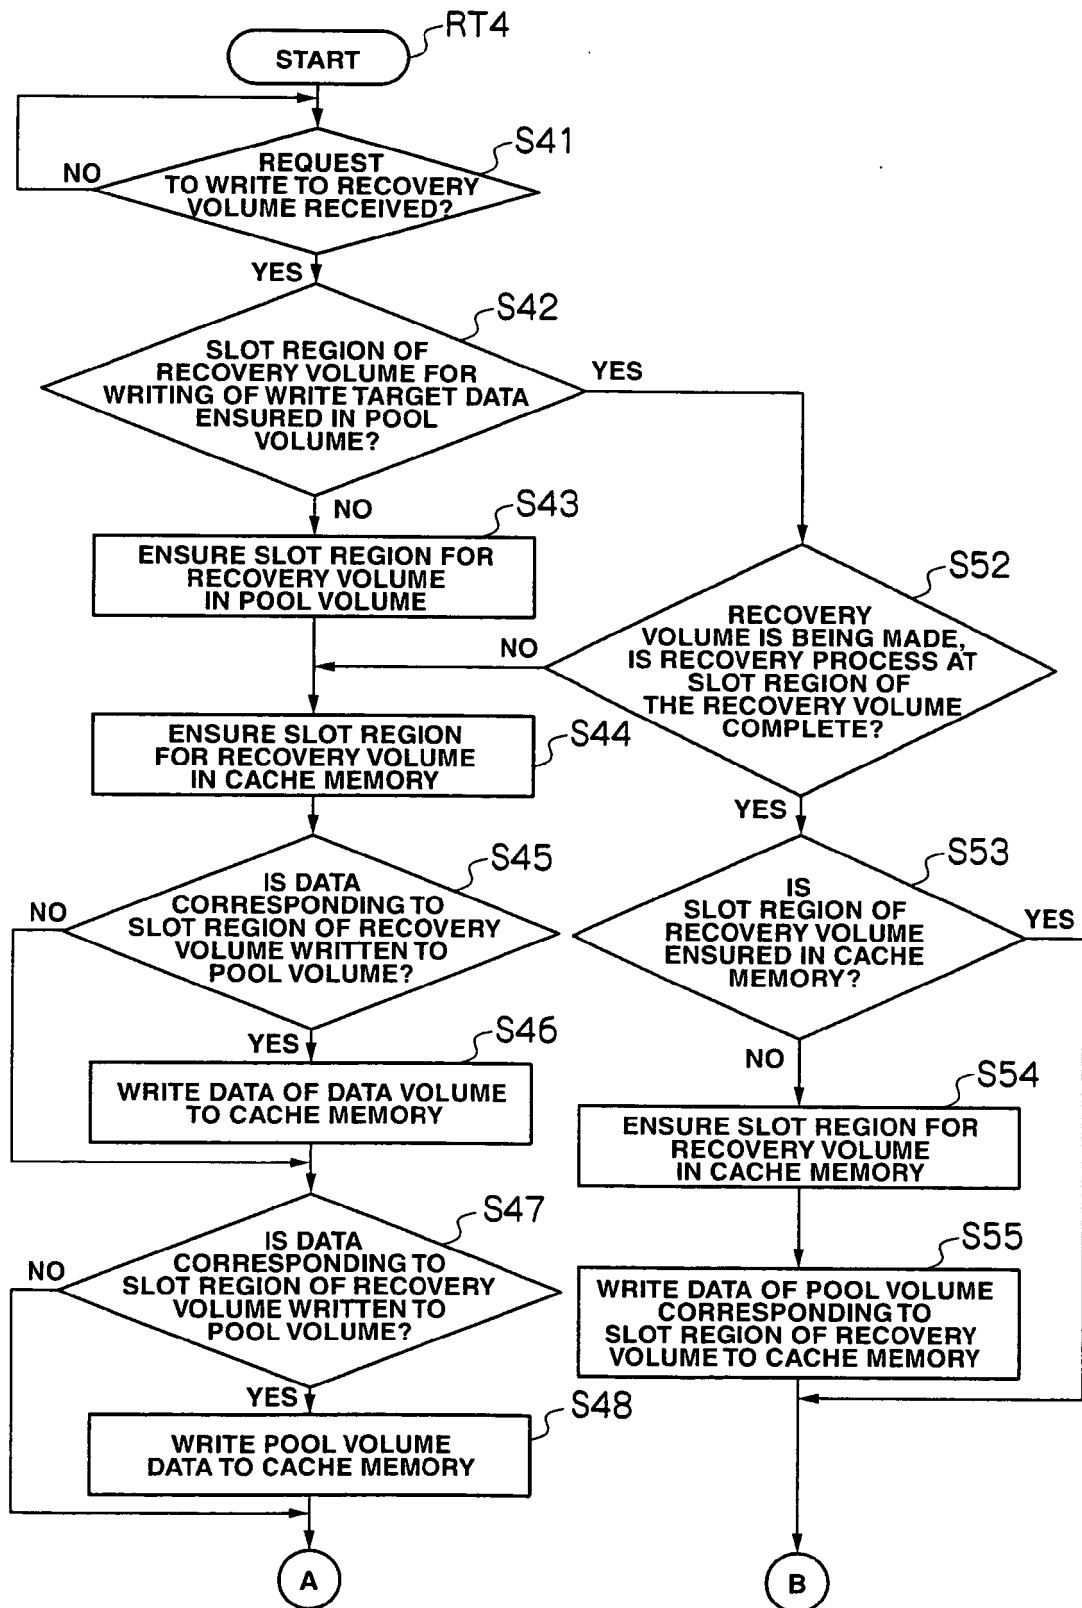 RT4
START
S41
NO
REQUEST
TO WRITE TO RECOVERY
VOLUME RECEIVED?
YES
S42
SLOT REGION OF
RECOVERY VOLUME FOR
WRITING OF WRITE TARGET DATA
ENSURED IN POOL
VOLUME?
YES
NO
S43
ENSURE SLOT REGION FOR
RECOVERY VOLUME
IN POOL VOLUME
S52
RECOVERY
VOLUME IS BEING MADE,
IS RECOVERY PROCESS AT
SLOT REGION OF
THE RECOVERY VOLUME
COMPLETE?
NO
S44
ENSURE SLOT REGION
FOR RECOVERY VOLUME
IN CACHE MEMORY
YES
S45
IS DATA
CORRESPONDING TO
SLOT REGION OF RECOVERY
VOLUME WRITTEN TO
POOL VOLUME?
NO
S53
IS
SLOT REGION OF
RECOVERY VOLUME
ENSURED IN CACHE
MEMORY?
YES
YES
S46
WRITE DATA OF DATA VOLUME
TO CACHE MEMORY
NO
S54
ENSURE SLOT REGION FOR
RECOVERY VOLUME
IN CACHE MEMORY
S47
IS DATA
CORRESPONDING TO
SLOT REGION OF RECOVERY
VOLUME WRITTEN TO
POOL VOLUME?
NO
S55
WRITE DATA OF POOL VOLUME
CORRESPONDING TO
SLOT REGION OF RECOVERY
VOLUME TO CACHE MEMORY
YES
S48
WRITE POOL VOLUME
DATA TO CACHE MEMORY
A
B